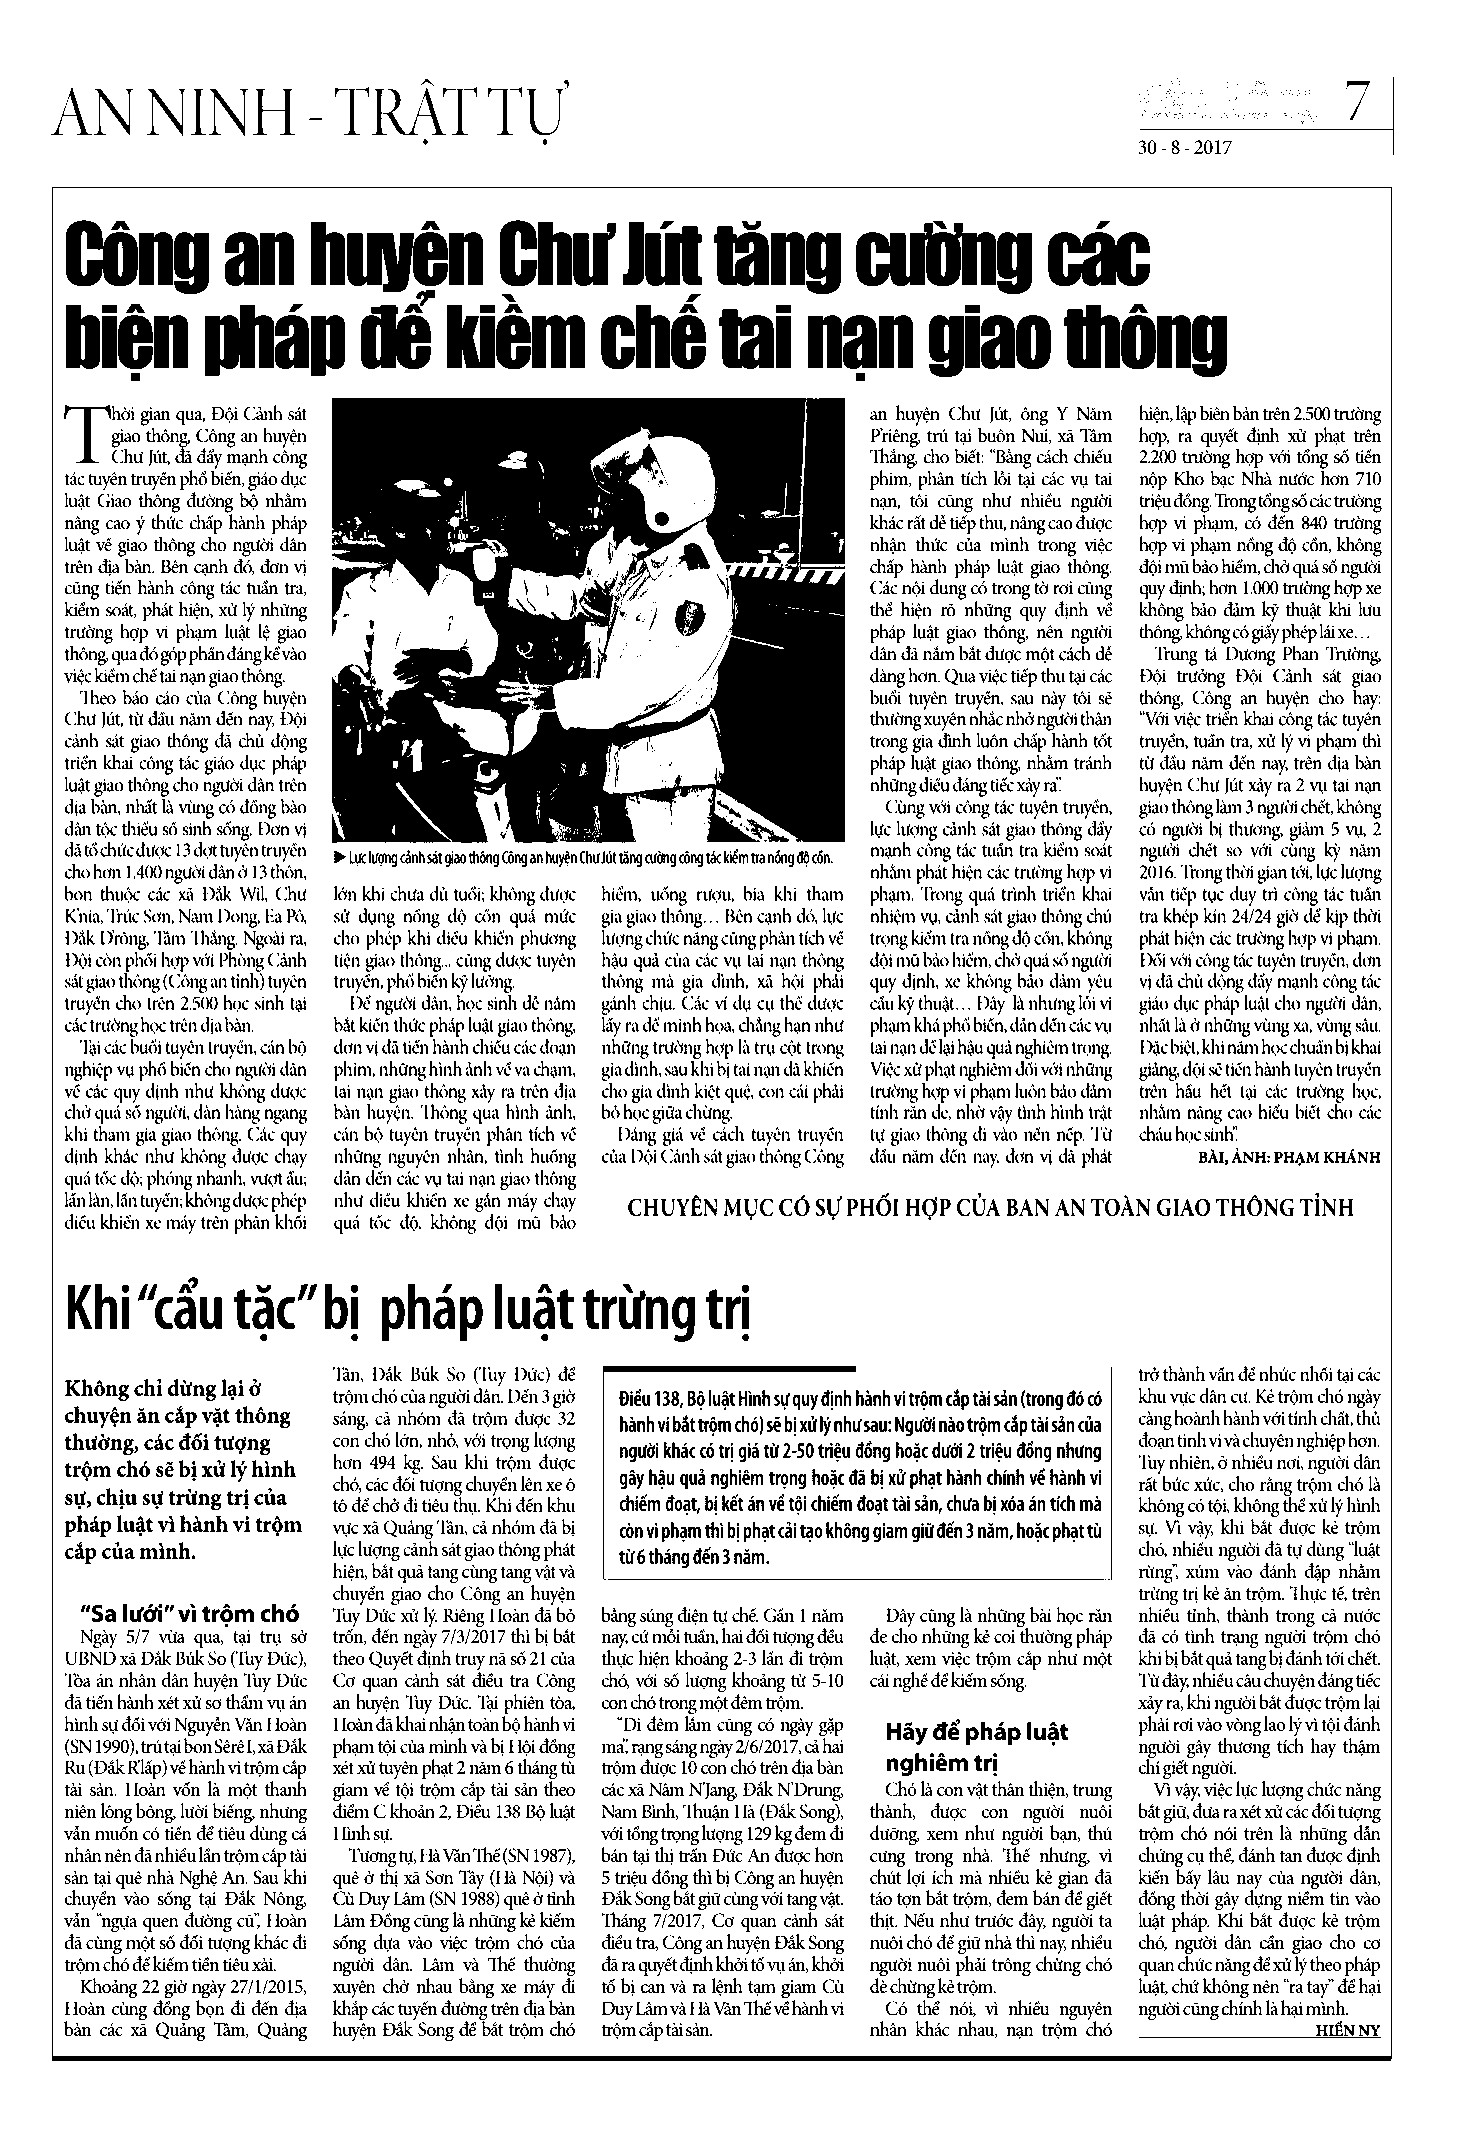 AN NINH - TRẬT TỰ
7
30 - 8 - 2017
Công an huyện Chư Jút tăng cường các
biện pháp để kiềm chế tai nạn giao thông
Thời gian qua, Đội Cảnh sát
giao thông, Công an huyện
Chư Jút, đã đẩy mạnh công
tác tuyên truyền phổ biến, giáo dục
luật Giao thông đường bộ nhằm
nâng cao ý thức chấp hành pháp
luật về giao thông cho người dân
trên địa bàn. Bên cạnh đó, đơn vị
cũng tiến hành công tác tuần tra,
kiểm soát, phát hiện, xử lý những
trường hợp vi phạm luật lệ giao
thông, qua đó góp phần đáng kể vào
việc kiềm chế tai nạn giao thông.
Theo báo cáo của Công huyện
Chư Jút, từ đầu năm đến nay, Đội
cảnh sát giao thông đã chủ động
triển khai công tác giáo dục pháp
luật giao thông cho người dân trên
địa bàn, nhất là vùng có đồng bào
dân tộc thiểu số sinh sống. Đơn vị
đã tổ chức được 13 đợt tuyên truyền
cho hơn 1.400 người dân ở 13 thôn,
bon thuộc các xã Đắk Wil, Chư
K'nia, Trúc Sơn, Nam Dong, Ea Pô,
Đắk D'rông, Tâm Thắng. Ngoài ra,
Đội còn phối hợp với Phòng Cảnh
sát giao thông (Công an tỉnh) tuyên
truyền cho trên 2.500 học sinh tại
các trường học trên địa bàn.
Tại các buổi tuyên truyền, cán bộ
nghiệp vụ phổ biến cho người dân
về các quy định như không được
chở quá số người, dàn hàng ngang
khi tham gia giao thông. Các quy
định khác như không được chạy
quá tốc độ; phóng nhanh, vượt ẩu;
lấn làn, lấn tuyến; không được phép
điều khiển xe máy trên phân khối
▶ Lực lượng cảnh sát giao thông Công an huyện Chư Jút tăng cường công tác kiểm tra nồng độ cồn.
lớn khi chưa đủ tuổi; không được
sử dụng nồng độ cồn quá mức
cho phép khi điều khiển phương
tiện giao thông... cũng được tuyên
truyền, phổ biến kỹ lưỡng.
Để người dân, học sinh dễ nắm
bắt kiến thức pháp luật giao thông,
đơn vị đã tiến hành chiếu các đoạn
phim, những hình ảnh về va chạm,
tai nạn giao thông xảy ra trên địa
bàn huyện. Thông qua hình ảnh,
cán bộ tuyên truyền phân tích về
những nguyên nhân, tình huống
dẫn đến các vụ tai nạn giao thông
như điều khiển xe gắn máy chạy
quá tốc độ, không đội mũ bảo
hiểm, uống rượu, bia khi tham
gia giao thông… Bên cạnh đó, lực
lượng chức năng cũng phân tích về
hậu quả của các vụ tai nạn thông
thông mà gia đình, xã hội phải
gánh chịu. Các ví dụ cụ thể được
lấy ra để minh họa, chẳng hạn như
những trường hợp là trụ cột trong
gia đình, sau khi bị tai nạn đã khiến
cho gia đình kiệt quệ, con cái phải
bỏ học giữa chừng.
Đáng giá về cách tuyên truyền
của Đội Cảnh sát giao thông Công
an huyện Chư Jút, ông Y Năm
P'riêng, trú tại buôn Nui, xã Tâm
Thắng, cho biết: “Bằng cách chiếu
phim, phân tích lỗi tại các vụ tai
nạn, tôi cũng như nhiều người
khác rất dễ tiếp thu, nâng cao được
nhận thức của mình trong việc
chấp hành pháp luật giao thông.
Các nội dung có trong tờ rơi cũng
thể hiện rõ những quy định về
pháp luật giao thông, nên người
dân đã nắm bắt được một cách dễ
dàng hơn. Qua việc tiếp thu tại các
buổi tuyên truyền, sau này tôi sẽ
thường xuyên nhắc nhở người thân
trong gia đình luôn chấp hành tốt
pháp luật giao thông, nhằm tránh
những điều đáng tiếc xảy ra”.
Cùng với công tác tuyên truyền,
lực lượng cảnh sát giao thông đẩy
mạnh công tác tuần tra kiểm soát
nhằm phát hiện các trường hợp vi
phạm. Trong quá trình triển khai
nhiệm vụ, cảnh sát giao thông chú
trọng kiểm tra nồng độ cồn, không
đội mũ bảo hiểm, chở quá số người
quy định, xe không bảo đảm yêu
cầu kỹ thuật… Đây là những lỗi vi
phạm khá phổ biến, dẫn đến các vụ
tai nạn để lại hậu quả nghiêm trọng.
Việc xử phạt nghiêm đối với những
trường hợp vi phạm luôn bảo đảm
tính răn đe, nhờ vậy tình hình trật
tự giao thông đi vào nền nếp. Từ
đầu năm đến nay, đơn vị đã phát
hiện, lập biên bản trên 2.500 trường
hợp, ra quyết định xử phạt trên
2.200 trường hợp với tổng số tiền
nộp Kho bạc Nhà nước hơn 710
triệu đồng. Trong tổng số các trường
hợp vi phạm, có đến 840 trường
hợp vi phạm nồng độ cồn, không
đội mũ bảo hiểm, chở quá số người
quy định; hơn 1.000 trường hợp xe
không bảo đảm kỹ thuật khi lưu
thông, không có giấy phép lái xe…
Trung tá Dương Phan Trường,
Đội trưởng Đội Cảnh sát giao
thông, Công an huyện cho hay:
“Với việc triển khai công tác tuyên
truyền, tuần tra, xử lý vi phạm thì
từ đầu năm đến nay, trên địa bàn
huyện Chư Jút xảy ra 2 vụ tai nạn
giao thông làm 3 người chết, không
có người bị thương, giảm 5 vụ, 2
người chết so với cùng kỳ năm
2016. Trong thời gian tới, lực lượng
vẫn tiếp tục duy trì công tác tuần
tra khép kín 24/24 giờ để kịp thời
phát hiện các trường hợp vi phạm.
Đối với công tác tuyên truyền, đơn
vị đã chủ động đẩy mạnh công tác
giáo dục pháp luật cho người dân,
nhất là ở những vùng xa, vùng sâu.
Đặc biệt, khi năm học chuẩn bị khai
giảng, đội sẽ tiến hành tuyên truyền
trên hầu hết tại các trường học,
nhằm nâng cao hiểu biết cho các
cháu học sinh”.
BÀI, ẢNH: PHẠM KHÁNH
CHUYÊN MỤC CÓ SỰ PHỐI HỢP CỦA BAN AN TOÀN GIAO THÔNG TỈNH
Khi “cẩu tặc” bị pháp luật trừng trị
Không chỉ dừng lại ở
chuyện ăn cắp vặt thông
thường, các đối tượng
trộm chó sẽ bị xử lý hình
sự, chịu sự trừng trị của
pháp luật vì hành vi trộm
cắp của mình.
“Sa lưới” vì trộm chó
Ngày 5/7 vừa qua, tại trụ sở
UBND xã Đắk Búk So (Tuy Đức),
Tòa án nhân dân huyện Tuy Đức
đã tiến hành xét xử sơ thẩm vụ án
hình sự đối với Nguyễn Văn Hoàn
(SN 1990), trú tại bon Sêrê I, xã Đắk
Ru (Đắk R'lấp) về hành vi trộm cắp
tài sản. Hoàn vốn là một thanh
niên lông bông, lười biếng, nhưng
vẫn muốn có tiền để tiêu dùng cá
nhân nên đã nhiều lần trộm cắp tài
sản tại quê nhà Nghệ An. Sau khi
chuyển vào sống tại Đắk Nông,
vẫn “ngựa quen đường cũ”, Hoàn
đã cùng một số đối tượng khác đi
trộm chó để kiếm tiền tiêu xài.
Khoảng 22 giờ ngày 27/1/2015,
Hoàn cùng đồng bọn đi đến địa
bàn các xã Quảng Tâm, Quảng
Tân, Đắk Búk So (Tuy Đức) để
trộm chó của người dân. Đến 3 giờ
sáng, cả nhóm đã trộm được 32
con chó lớn, nhỏ, với trọng lượng
hơn 494 kg. Sau khi trộm được
chó, các đối tượng chuyển lên xe ô
tô để chở đi tiêu thụ. Khi đến khu
vực xã Quảng Tân, cả nhóm đã bị
lực lượng cảnh sát giao thông phát
hiện, bắt quả tang cùng tang vật và
chuyển giao cho Công an huyện
Tuy Đức xử lý. Riêng Hoàn đã bỏ
trốn, đến ngày 7/3/2017 thì bị bắt
theo Quyết định truy nã số 21 của
Cơ quan cảnh sát điều tra Công
an huyện Tuy Đức. Tại phiên tòa,
Hoàn đã khai nhận toàn bộ hành vi
phạm tội của mình và bị Hội đồng
xét xử tuyên phạt 2 năm 6 tháng tù
giam về tội trộm cắp tài sản theo
điểm C khoản 2, Điều 138 Bộ luật
Hình sự.
Tương tự, Hà Văn Thế (SN 1987),
quê ở thị xã Sơn Tây (Hà Nội) và
Cù Duy Lâm (SN 1988) quê ở tỉnh
Lâm Đồng cũng là những kẻ kiếm
sống dựa vào việc trộm chó của
người dân. Lâm và Thế thường
xuyên chở nhau bằng xe máy đi
khắp các tuyến đường trên địa bàn
huyện Đắk Song để bắt trộm chó
Điều 138, Bộ luật Hình sự quy định hành vi trộm cắp tài sản (trong đó có
hành vi bắt trộm chó) sẽ bị xử lý như sau: Người nào trộm cắp tài sản của
người khác có trị giá từ 2-50 triệu đồng hoặc dưới 2 triệu đồng nhưng
gây hậu quả nghiêm trọng hoặc đã bị xử phạt hành chính về hành vi
chiếm đoạt, bị kết án về tội chiếm đoạt tài sản, chưa bị xóa án tích mà
còn vi phạm thì bị phạt cải tạo không giam giữ đến 3 năm, hoặc phạt tù
từ 6 tháng đến 3 năm.
bằng súng điện tự chế. Gần 1 năm
nay, cứ mỗi tuần, hai đối tượng đều
thực hiện khoảng 2-3 lần đi trộm
chó, với số lượng khoảng từ 5-10
con chó trong một đêm trộm.
“Đi đêm lắm cũng có ngày gặp
ma”, rạng sáng ngày 2/6/2017, cả hai
trộm được 10 con chó trên địa bàn
các xã Nâm N'Jang, Đắk N'Drung,
Nam Bình, Thuận Hà (Đắk Song),
với tổng trọng lượng 129 kg đem đi
bán tại thị trấn Đức An được hơn
5 triệu đồng thì bị Công an huyện
Đắk Song bắt giữ cùng với tang vật.
Tháng 7/2017, Cơ quan cảnh sát
điều tra, Công an huyện Đắk Song
đã ra quyết định khởi tố vụ án, khởi
tố bị can và ra lệnh tạm giam Cù
Duy Lâm và Hà Văn Thế về hành vi
trộm cắp tài sản.
Đây cũng là những bài học răn
đe cho những kẻ coi thường pháp
luật, xem việc trộm cắp như một
cái nghề để kiếm sống.
Hãy để pháp luật
nghiêm trị
Chó là con vật thân thiện, trung
thành, được con người nuôi
dưỡng, xem như người bạn, thú
cưng trong nhà. Thế nhưng, vì
chút lợi ích mà nhiều kẻ gian đã
táo tợn bắt trộm, đem bán để giết
thịt. Nếu như trước đây, người ta
nuôi chó để giữ nhà thì nay, nhiều
người nuôi phải trông chừng chó
dè chừng kẻ trộm.
Có thể nói, vì nhiều nguyên
nhân khác nhau, nạn trộm chó
trở thành vấn đề nhức nhối tại các
khu vực dân cư. Kẻ trộm chó ngày
càng hoành hành với tính chất, thủ
đoạn tinh vi và chuyên nghiệp hơn.
Tuy nhiên, ở nhiều nơi, người dân
rất bức xúc, cho rằng trộm chó là
không có tội, không thể xử lý hình
sự. Vì vậy, khi bắt được kẻ trộm
chó, nhiều người đã tự dùng “luật
rừng”, xúm vào đánh đập nhằm
trừng trị kẻ ăn trộm. Thực tế, trên
nhiều tỉnh, thành trong cả nước
đã có tình trạng người trộm chó
khi bị bắt quả tang bị đánh tới chết.
Từ đây, nhiều câu chuyện đáng tiếc
xảy ra, khi người bắt được trộm lại
phải rơi vào vòng lao lý vì tội đánh
người gây thương tích hay thậm
chí giết người.
Vì vậy, việc lực lượng chức năng
bắt giữ, đưa ra xét xử các đối tượng
trộm chó nói trên là những dẫn
chứng cụ thể, đánh tan được định
kiến bấy lâu nay của người dân,
đồng thời gây dựng niềm tin vào
luật pháp. Khi bắt được kẻ trộm
chó, người dân cần giao cho cơ
quan chức năng để xử lý theo pháp
luật, chứ không nên “ra tay” để hại
người cũng chính là hại mình.
HIỀN NY